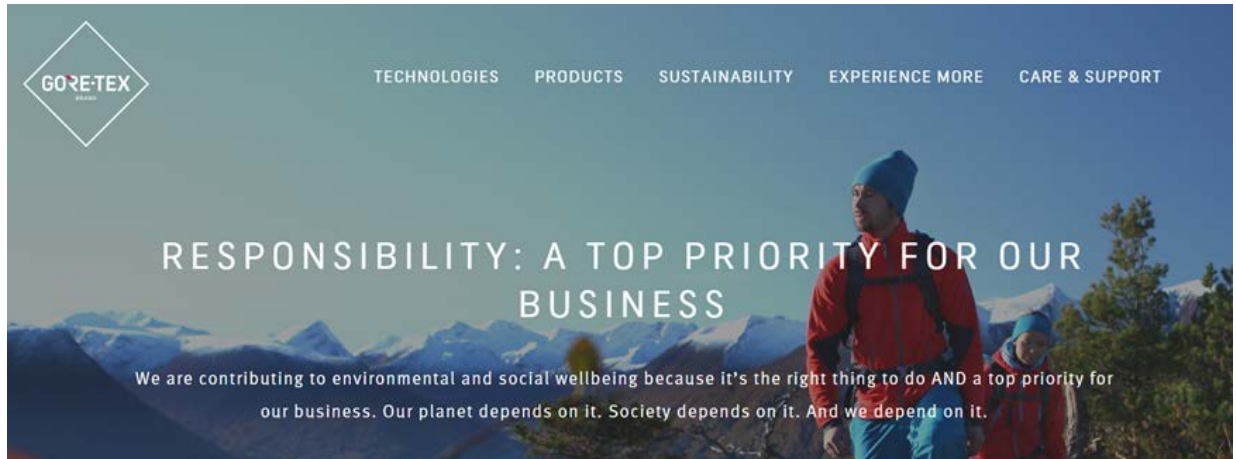 GORE-TEX
BRAND
TECHNOLOGIES PRODUCTS SUSTAINABILITY EXPERIENCE MORE CARE & SUPPORT
RESPONSIBILITY: A TOP PRIORITY FOR OUR
BUSINESS
We are contributing to environmental and social wellbeing because it's the right thing to do AND a top priority for
our business. Our planet depends on it. Society depends on it. And we depend on it.